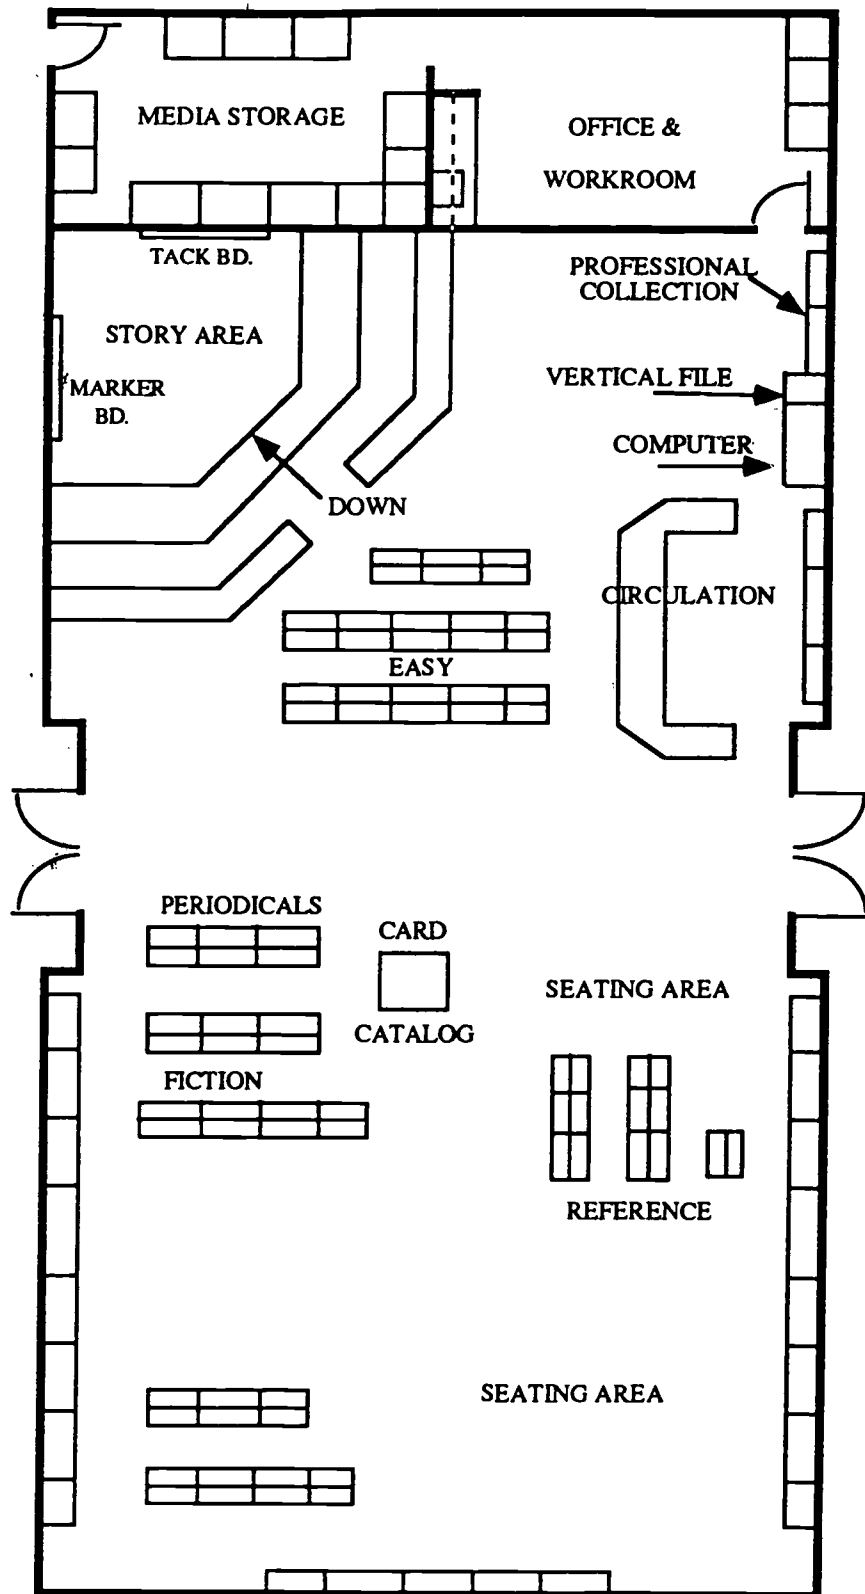 MEDIA STORAGE
OFFICE &
WORKROOM
TACK BD.
PROFESSIONAL
COLLECTION
STORY AREA
VERTICAL FILE
MARKER
BD.
COMPUTER
DOWN
CIRCULATION
EASY
PERIODICALS
CARD
CATALOG
SEATING AREA
FICTION
REFERENCE
SEATING AREA